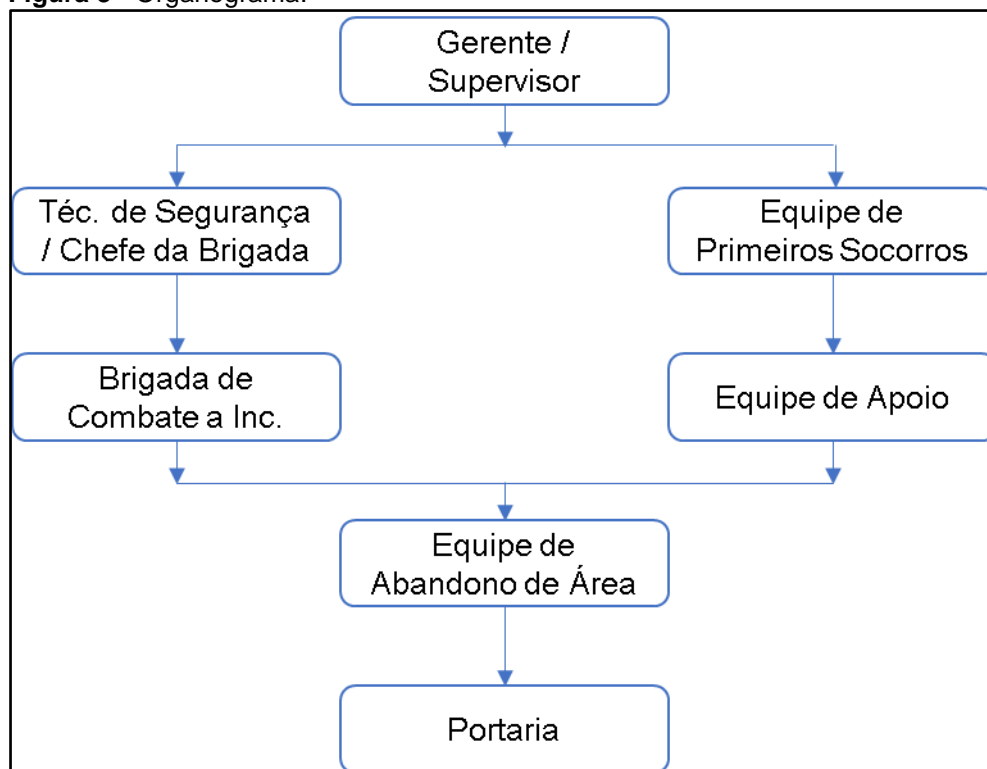 Organograma.
Gerente /
Supervisor
Téc. de Segurança
/ Chefe da Brigada
Equipe de
Primeiros Socorros
Brigada de
Combate a Inc.
Equipe de Apoio
Equipe de
Abandono de Área
Portaria